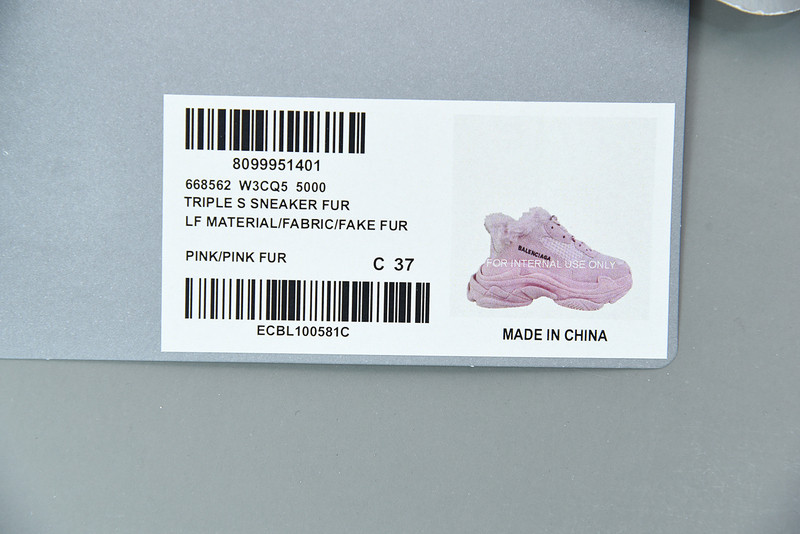 8099951401
668562 W3CQ5 5000
TRIPLE S SNEAKER FUR
LF MATERIAL/FABRIC/FAKE FUR
PINK/PINK FUR
C 37
ECBL100581C
BALENCIAGA
FOR INTERNAL USE ONLY
MADE IN CHINA